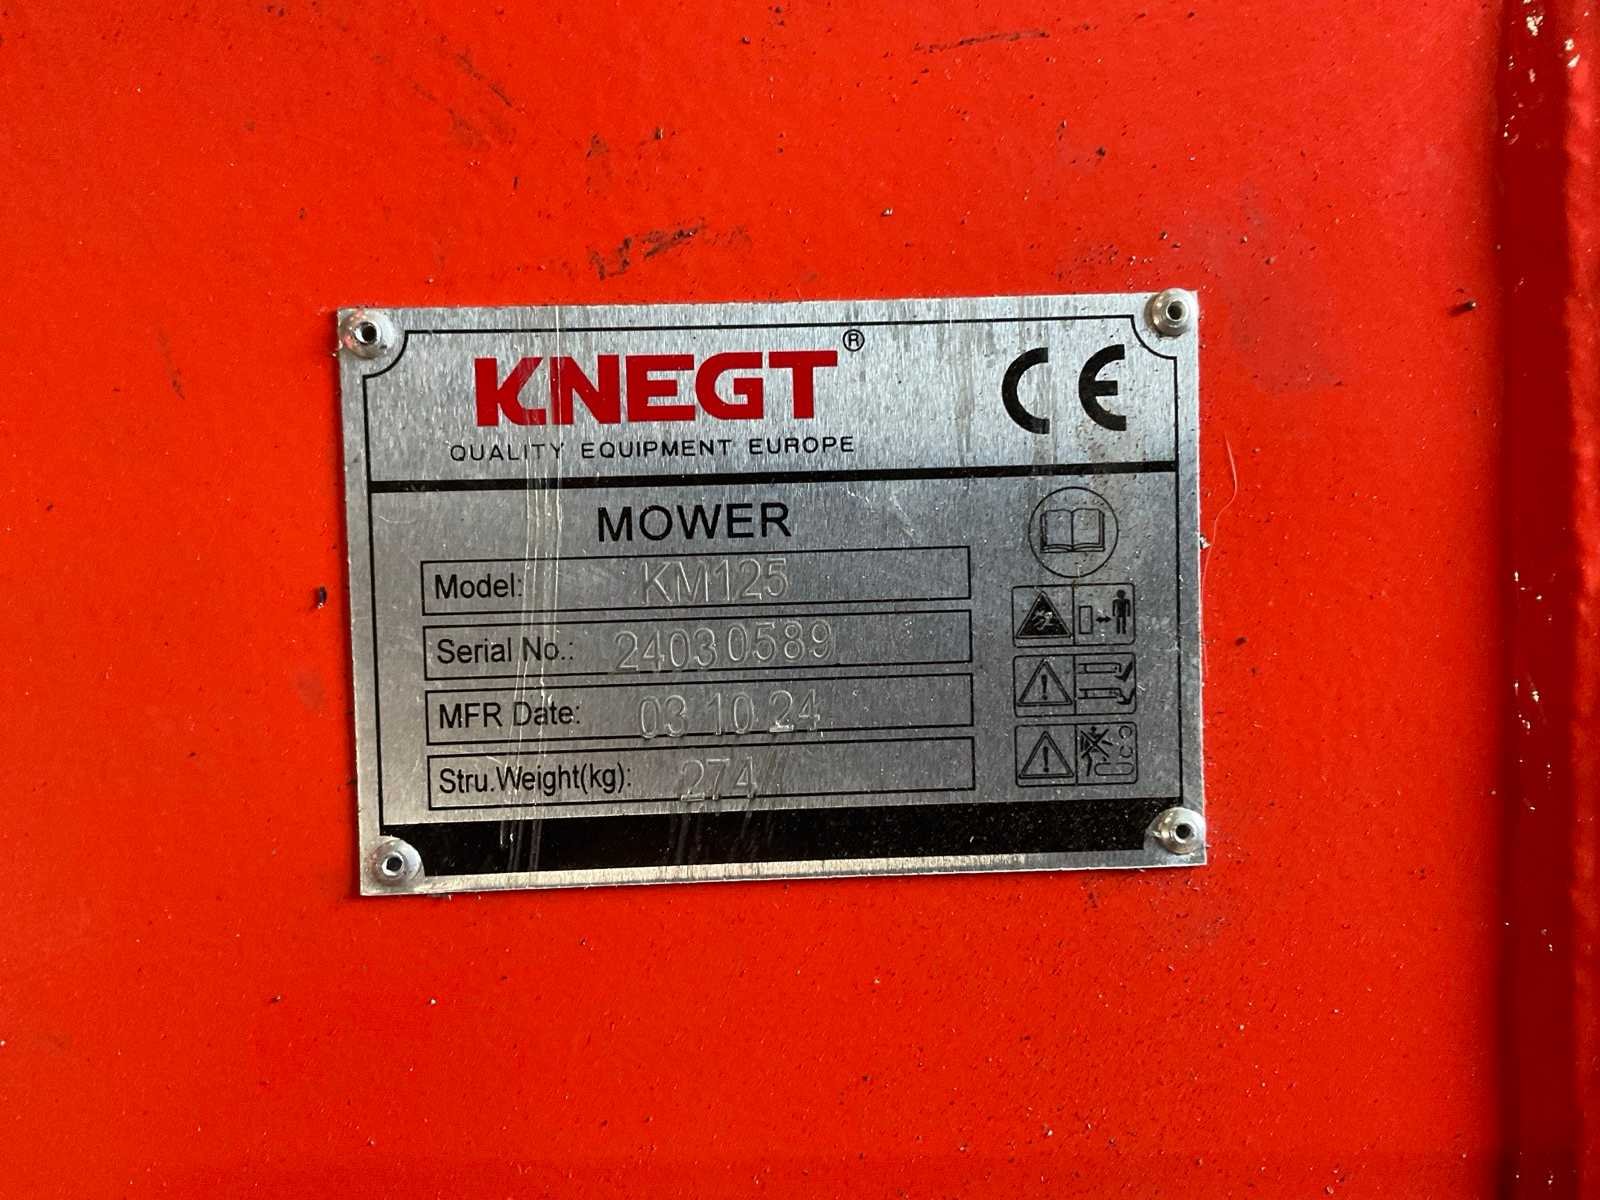 KNEGT®
QUALITY EQUIPMENT EUROPE
CE
MOWER
Model: KM125
Serial No.: 24030589
MFR Date: 03 10 24
Stru.Weight(kg): 274